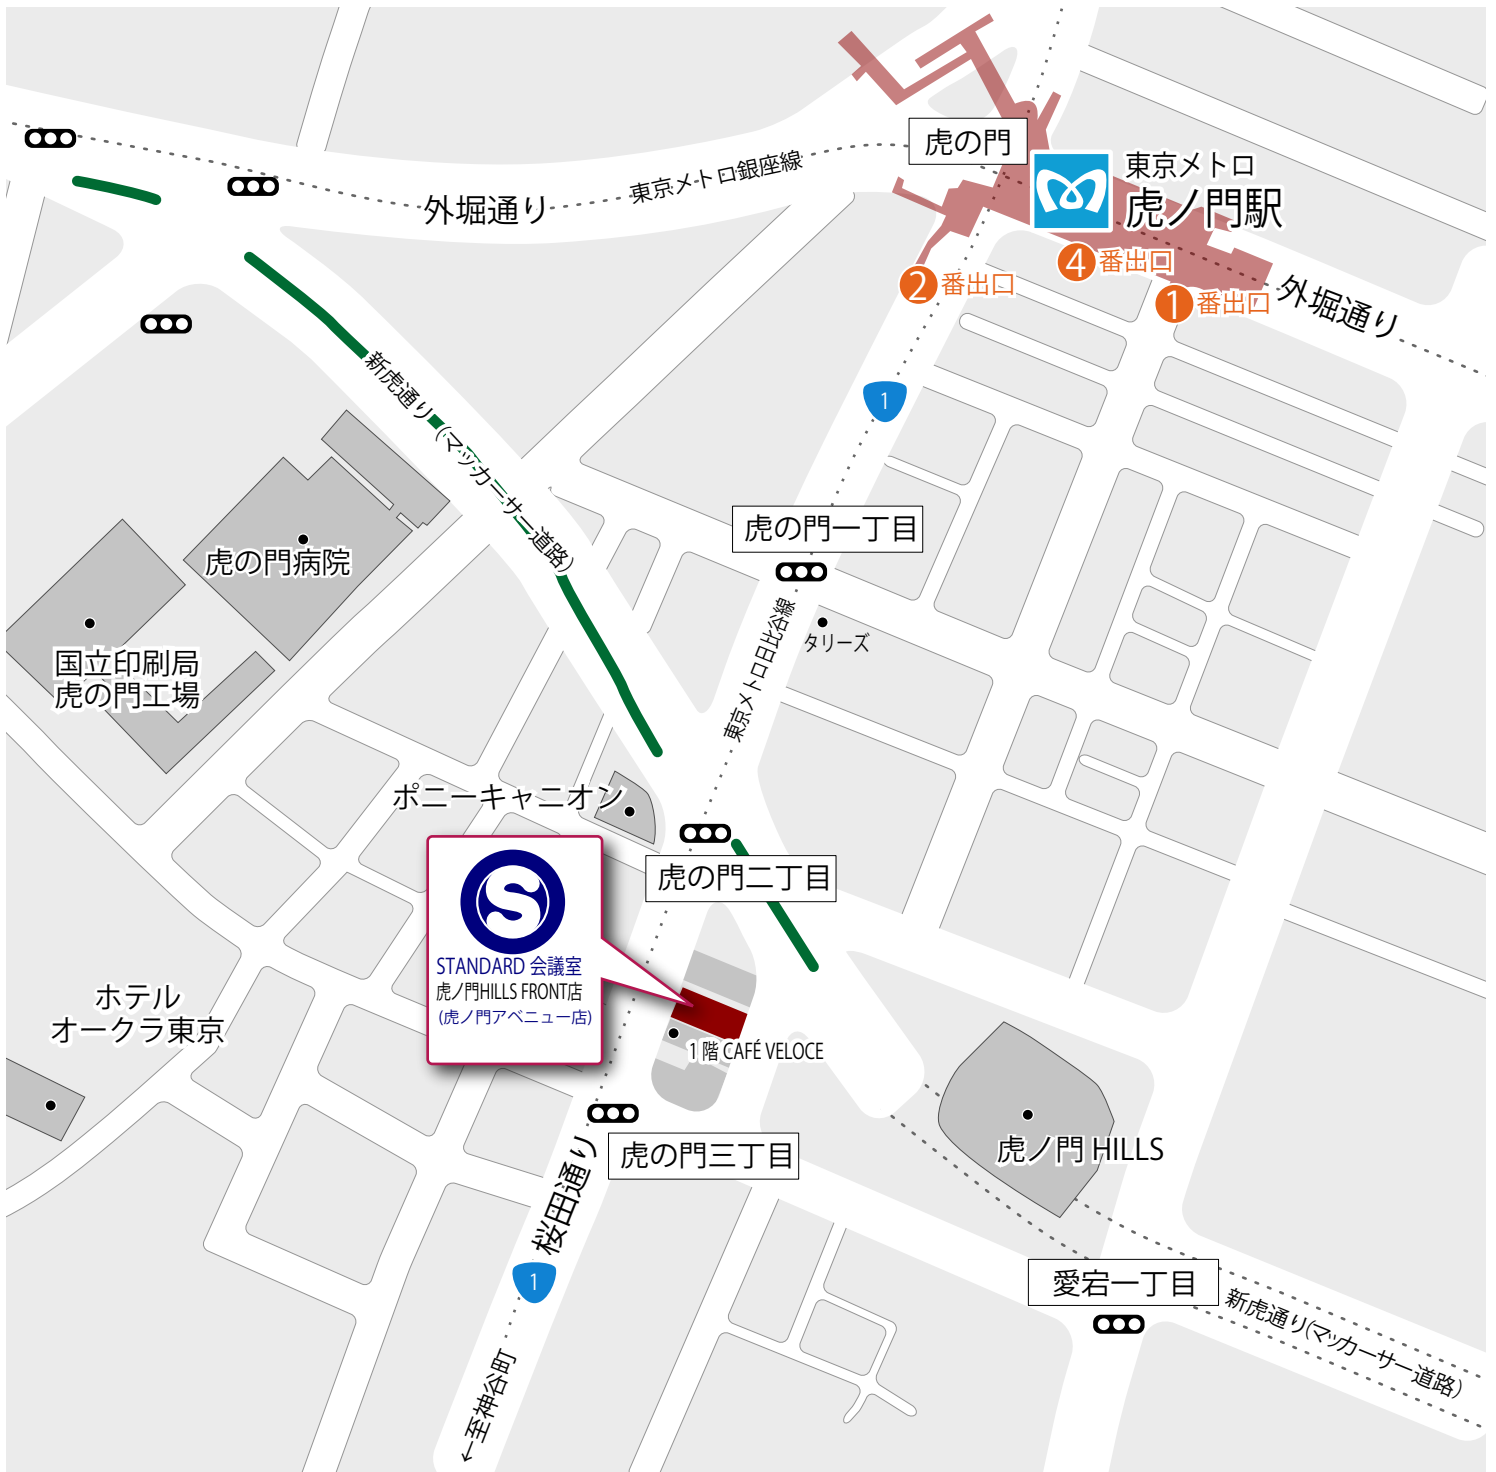 虎の門
東京メトロ
虎ノ門駅
東京メトロ銀座線
外堀通り
4番出口
2番出口
1番出口
外堀通り
新虎通り(マッカーサー道路)
1
虎の門一丁目
虎の門病院
タリーズ
東京メトロ日比谷線
国立印刷局
虎の門工場
ポニーキャニオン
虎の門二丁目
S
STANDARD 会議室
虎ノ門HILLS FRONT店
(虎ノ門アベニュー店)
ホテル
オークラ東京
1階 CAFÉ VELOCE
虎の門三丁目
虎ノ門 HILLS
桜田通り
1
愛宕一丁目
新虎通り(マッカーサー道路)
←至神谷町